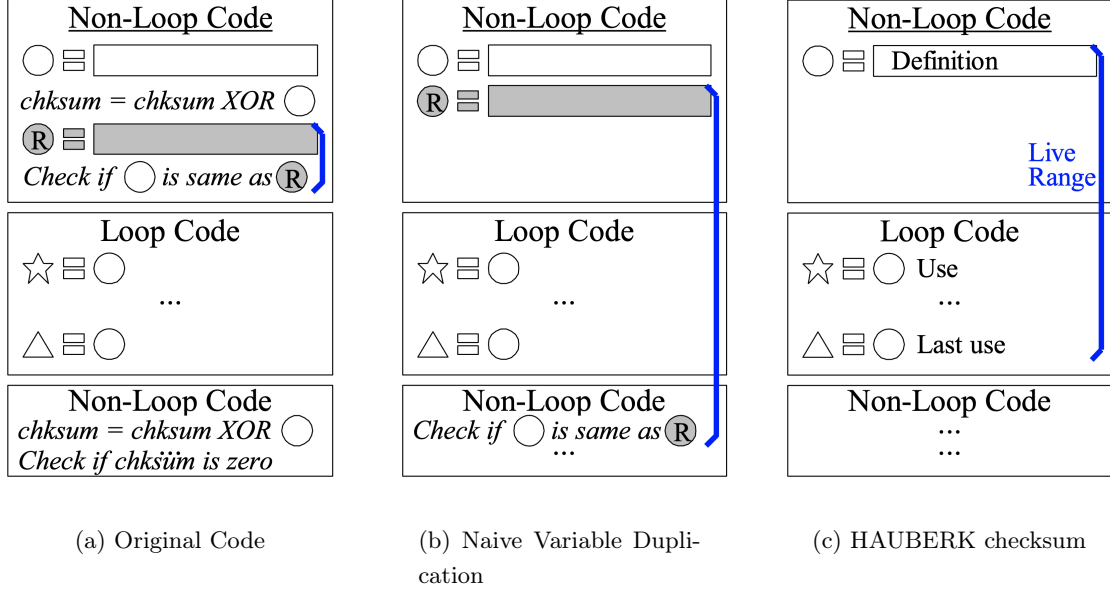 Non-Loop Code
chksum = chksum XOR
R
Check if is same as R
Loop Code
...
Non-Loop Code
chksum = chksum XOR
...
Check if chksum is zero
(a) Original Code
Non-Loop Code
R
Loop Code
...
Non-Loop Code
Check if is same as R
...
(b) Naive Variable Dupli-
cation
Non-Loop Code
Definition
Live
Range
Loop Code
Use
...
Last use
Non-Loop Code
...
...
(c) HAUBERK checksum